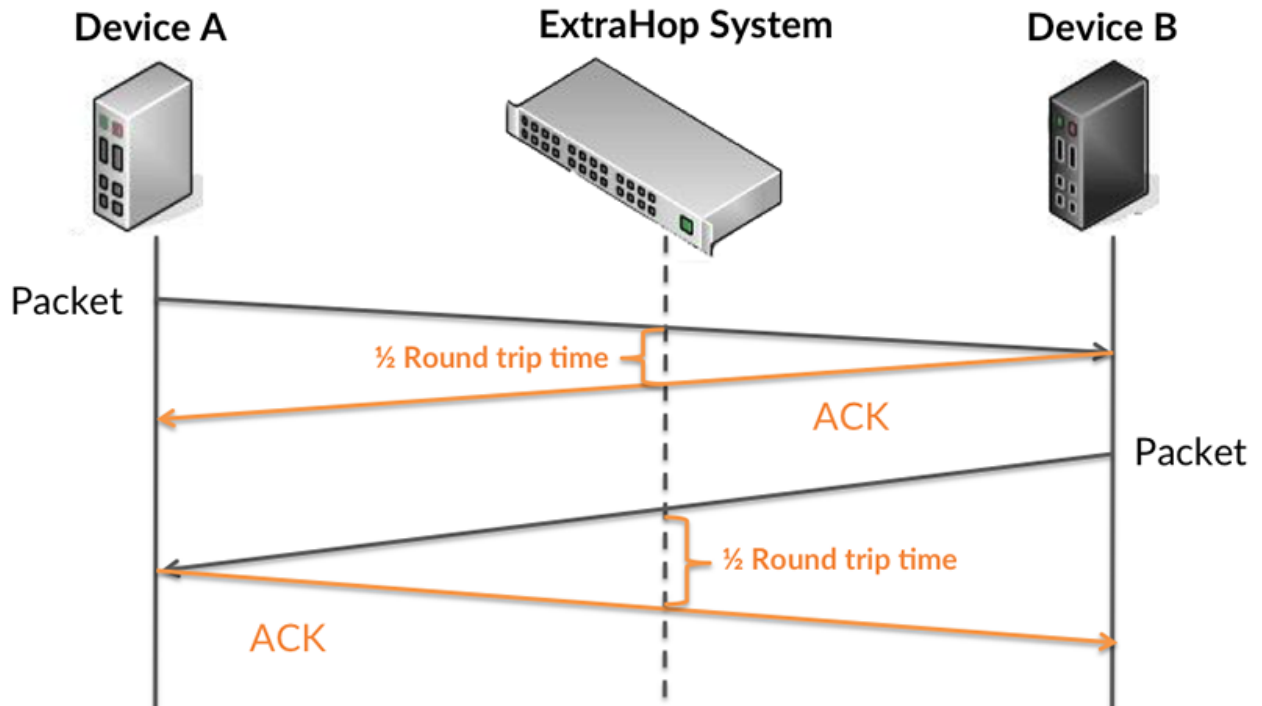 Device A
ExtraHop System
Device B
Packet
½ Round trip time
ACK
Packet
½ Round trip time
ACK